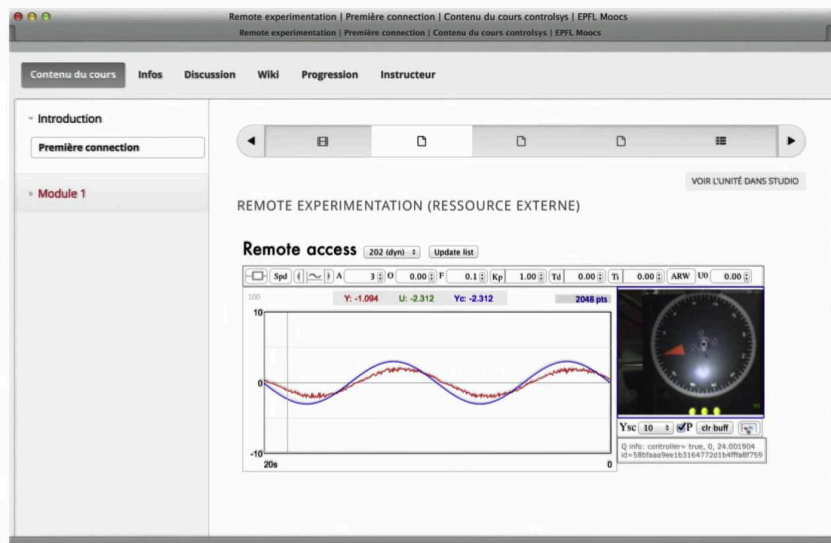 Remote experimentation | Première connection | Contenu du cours controlsys | EPFL Moocs
Remote experimentation | Première connection | Contenu du cours controlsys | EPFL Moocs
Contenu du cours Infos Discussion Wiki Progression Instructeur
Introduction
Première connection
Module 1
VOIR L'UNITÉ DANS STUDIO
REMOTE EXPERIMENTATION (RESSOURCE EXTERNE)
Remote access 202 (dyn) Update list
Spd A 3 O 0.00 F 0.1 Kp 1.00 Td 0.00 Ti 0.00 ARW U0 0.00
100 Y: -1.094 U: -2.312 Yc: -2.312 2048 pts
10
0
-10
20s 0
Ysc 10 P clr buff
Q info: controller= true, 0, 24.001904